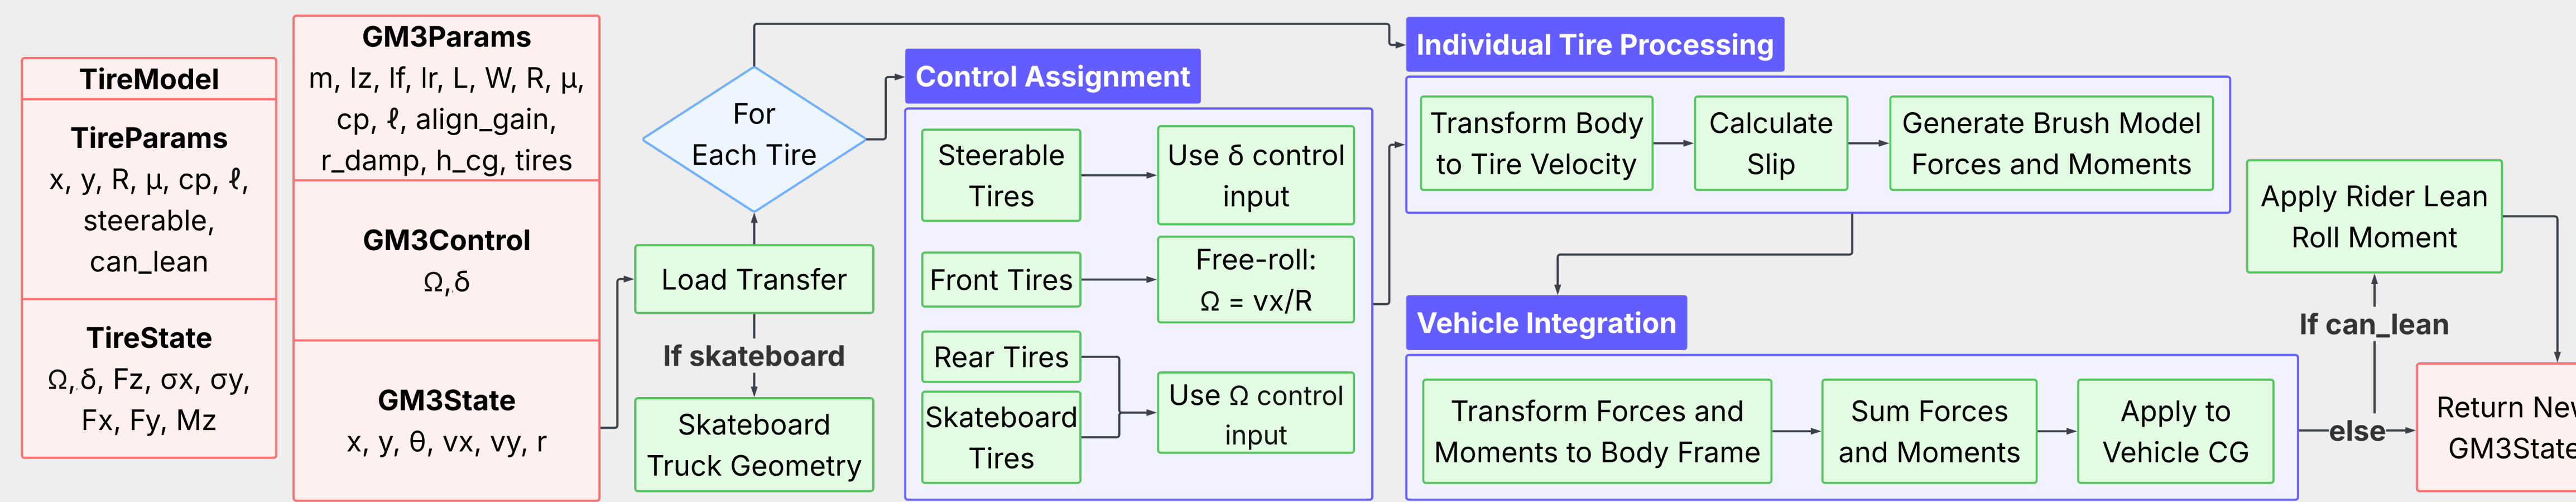 TireModel
TireParams
x, y, R, μ, cp, ℓ,
steerable,
can_lean
TireState
Ω, δ, Fz, σx, σy,
Fx, Fy, Mz
GM3Params
m, Iz, lf, lr, L, W, R, μ,
cp, ℓ, align_gain,
r_damp, h_cg, tires
GM3Control
Ω, δ
GM3State
x, y, θ, vx, vy, r
Load Transfer
If skateboard
Skateboard
Truck Geometry
For
Each Tire
Control Assignment
Steerable
Tires
Use δ control
input
Front Tires
Free-roll:
Ω = vx/R
Rear Tires
Skateboard
Tires
Use Ω control
input
Individual Tire Processing
Transform Body
to Tire Velocity
Calculate
Slip
Generate Brush Model
Forces and Moments
Vehicle Integration
Transform Forces and
Moments to Body Frame
Sum Forces
and Moments
Apply to
Vehicle CG
else
If can_lean
Apply Rider Lean
Roll Moment
Return New
GM3State